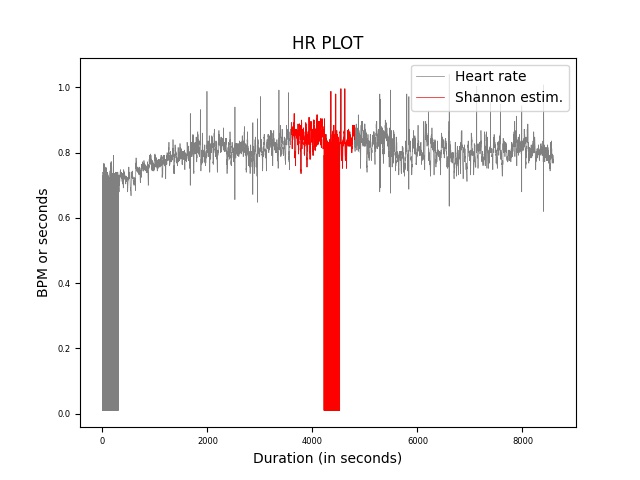 HR PLOT
Heart rate
Shannon estim.
BPM or seconds
1.0
0.8
0.6
0.4
0.2
0.0
0 2000 4000 6000 8000
Duration (in seconds)